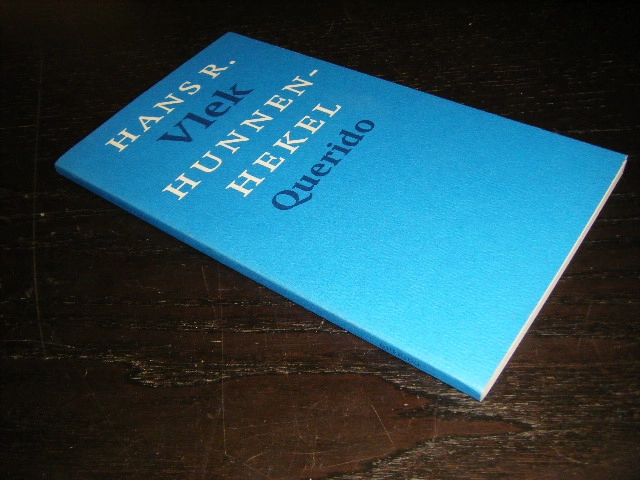 HANS R.
Vlek
HUNNEN-
HEKEL
Querido